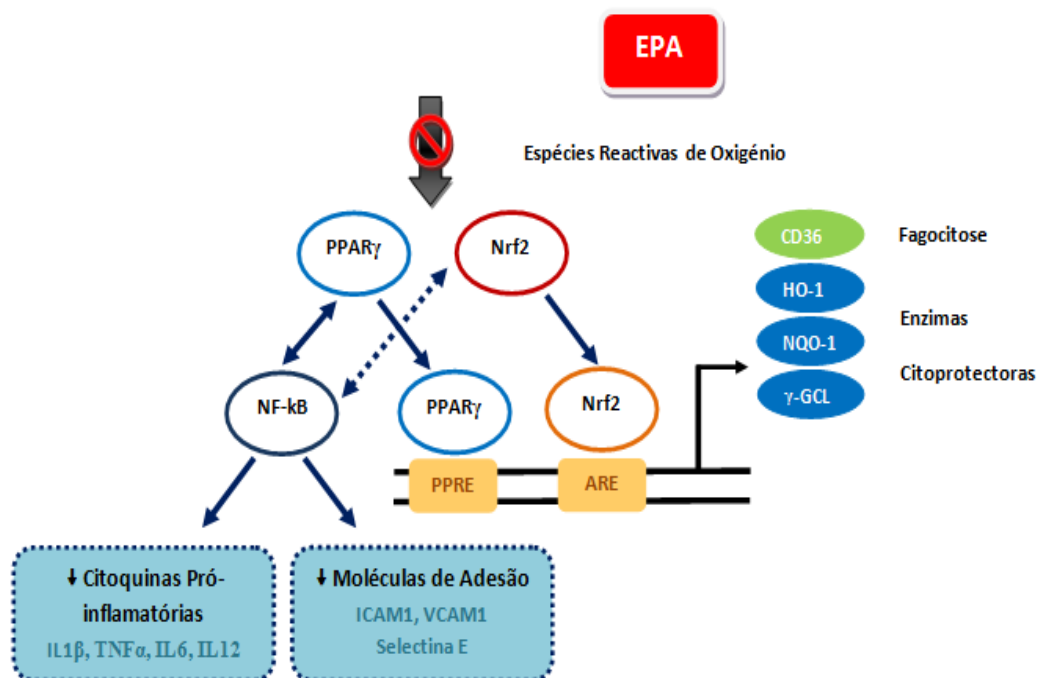 EPA
Espécies Reactivas de Oxigénio
PPARγ
Nrf2
CD36
Fagocitose
HO-1
Enzimas
NQO-1
Citoprotectoras
γ-GCL
NF-kB
PPARγ
Nrf2
PPRE
ARE
↓ Citoquinas Pró-
inflamatórias
IL1β, TNFα, IL6, IL12
↓ Moléculas de Adesão
ICAM1, VCAM1
Selectina E